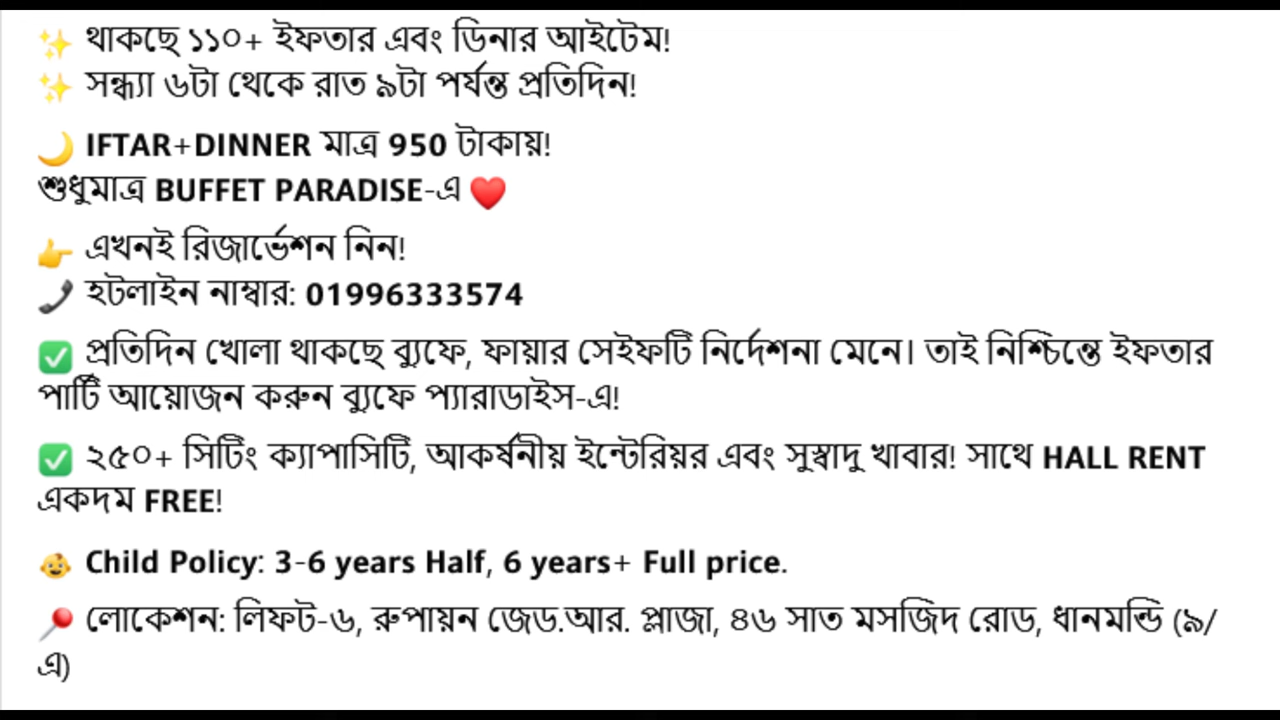 ✨ থাকছে ১১০+ ইফতার এবং ডিনার আইটেম!
✨ সন্ধ্যা ৬টা থেকে রাত ৯টা পর্যন্ত প্রতিদিন!
🌙 IFTAR+DINNER মাত্র 950 টাকায়!
শুধুমাত্র BUFFET PARADISE-এ ❤️
👉 এখনই রিজার্ভেশন নিন!
📞 হটলাইন নাম্বার: 01996333574
✅ প্রতিদিন খোলা থাকছে ব্যুফে, ফায়ার সেইফটি নির্দেশনা মেনে। তাই নিশ্চিন্তে ইফতার
পার্টি আয়োজন করুন ব্যুফে প্যারাডাইস-এ!
✅ ২৫০+ সিটিং ক্যাপাসিটি, আকর্ষনীয় ইন্টেরিয়র এবং সুস্বাদু খাবার! সাথে HALL RENT
একদম FREE!
👶 Child Policy: 3-6 years Half, 6 years+ Full price.
📍 লোকেশন: লিফট-৬, রুপায়ন জেড.আর. প্লাজা, ৪৬ সাত মসজিদ রোড, ধানমন্ডি (৯/
এ)